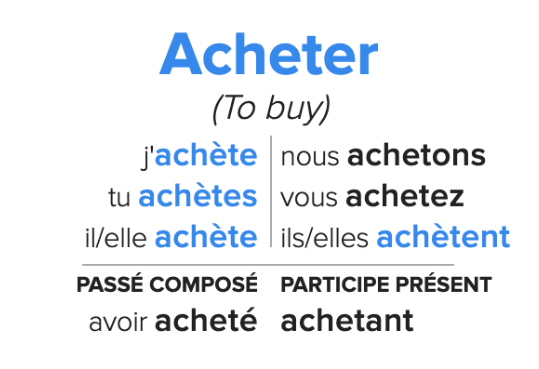 Acheter
(To buy)
j'achète nous achetons
tu achètes vous achetez
il/elle achète ils/elles achètent
PASSÉ COMPOSÉ PARTICIPE PRÉSENT
avoir acheté achetant